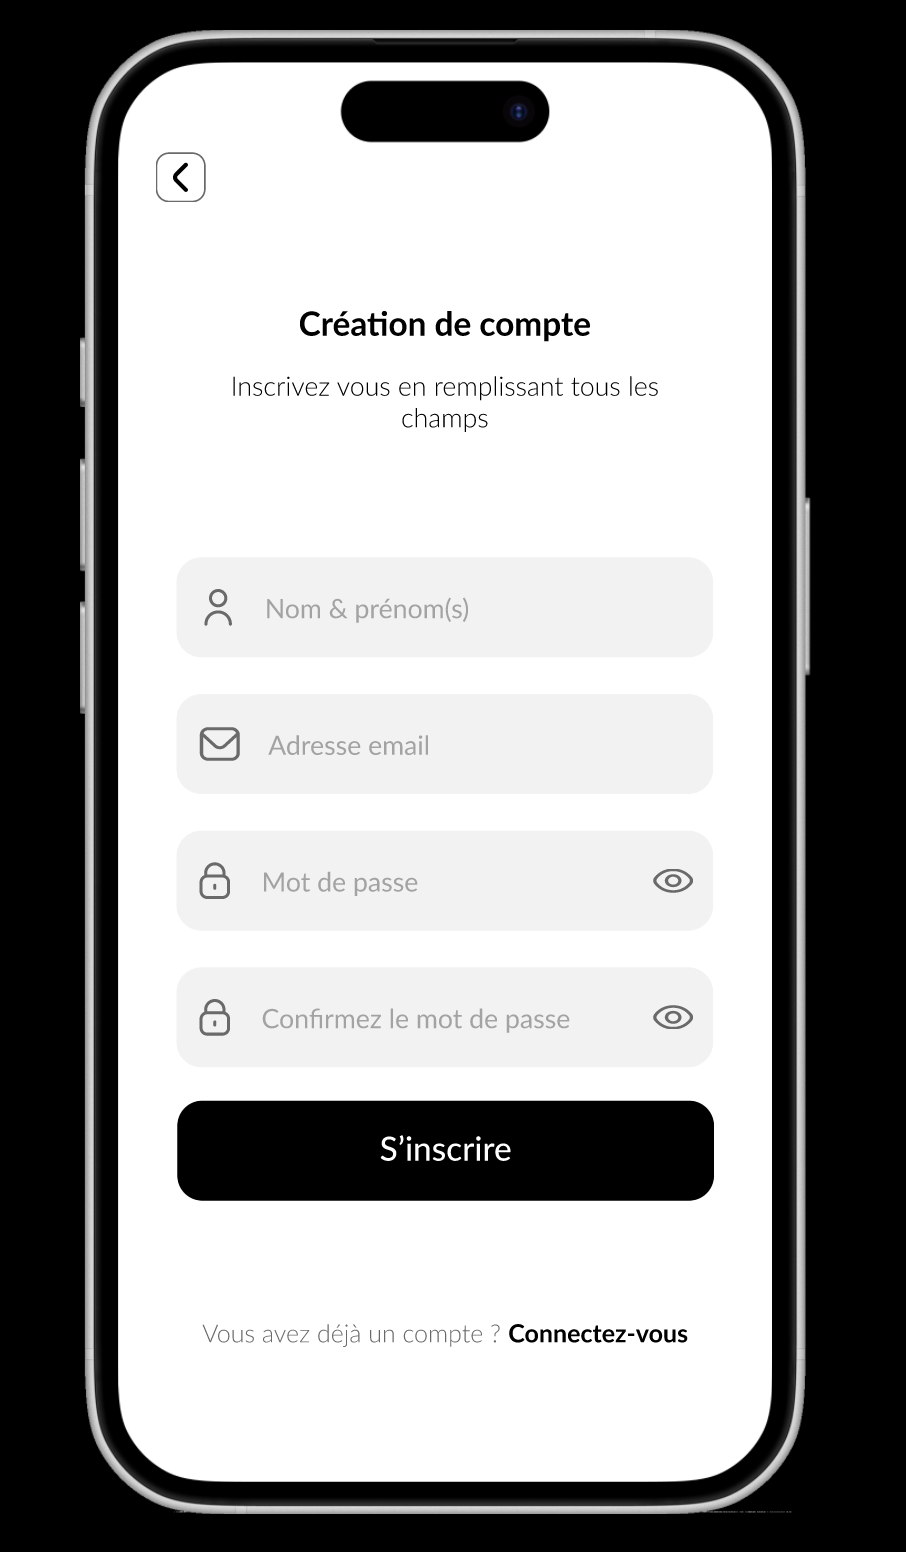 Création de compte
Inscrivez vous en remplissant tous les
champs
Nom & prénom(s)
Adresse email
Mot de passe
Confirmez le mot de passe
S’inscrire
Vous avez déjà un compte ? Connectez-vous